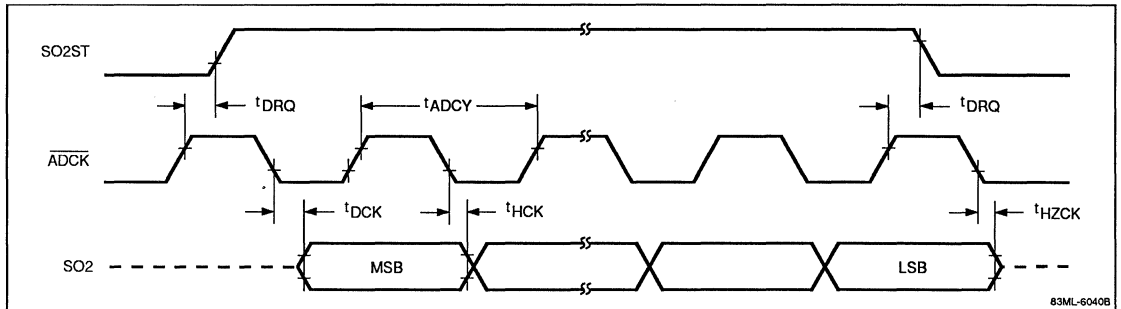 SO2ST
tDRQ
tADCY
tDRQ
ADCK
tDCK
tHCK
tHZCK
SO2
MSB
LSB
83ML-6040B